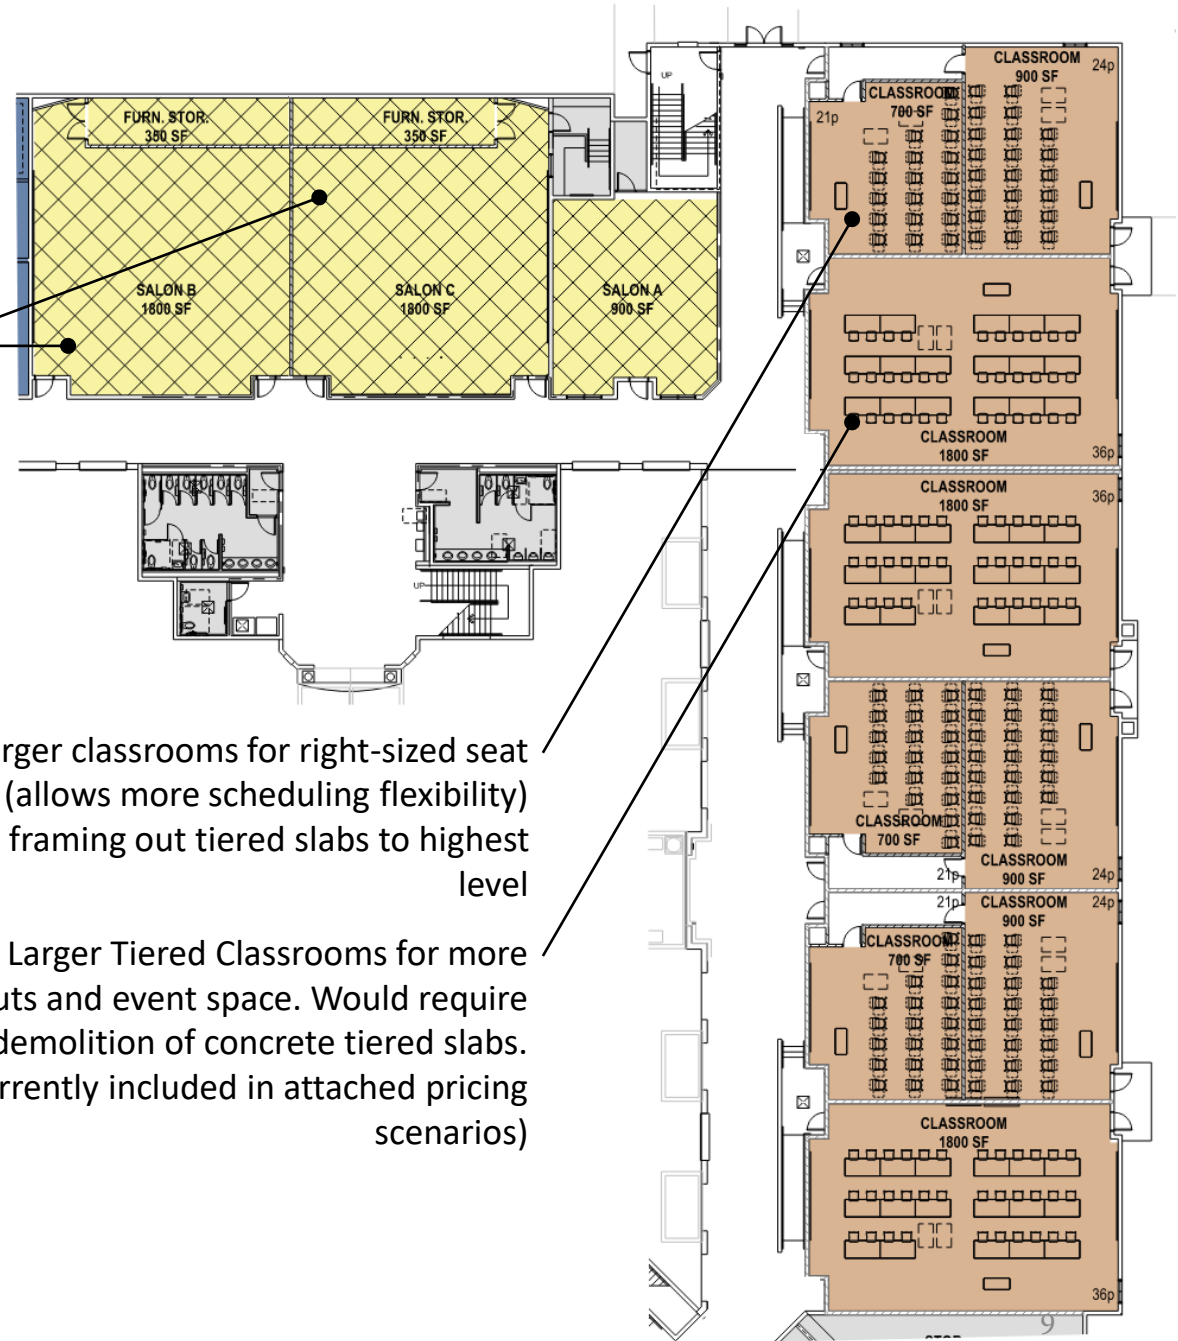 CLASSROOM
900 SF
24p
CLASSROOM
700 SF
21p
UP
FURN. STOR.
350 SF
FURN. STOR.
350 SF
SALON B
1800 SF
SALON C
1800 SF
SALON A
900 SF
CLASSROOM
1800 SF
36p
CLASSROOM
1800 SF
36p
UP
rger classrooms for right-sized seat
(allows more scheduling flexibility)
framing out tiered slabs to highest
level
CLASSROOM
700 SF
21p
CLASSROOM
900 SF
24p
21p
CLASSROOM
900 SF
24p
CLASSROOM
700 SF
Larger Tiered Classrooms for more
uts and event space. Would require
demolition of concrete tiered slabs.
rrently included in attached pricing
scenarios)
CLASSROOM
1800 SF
36p
9